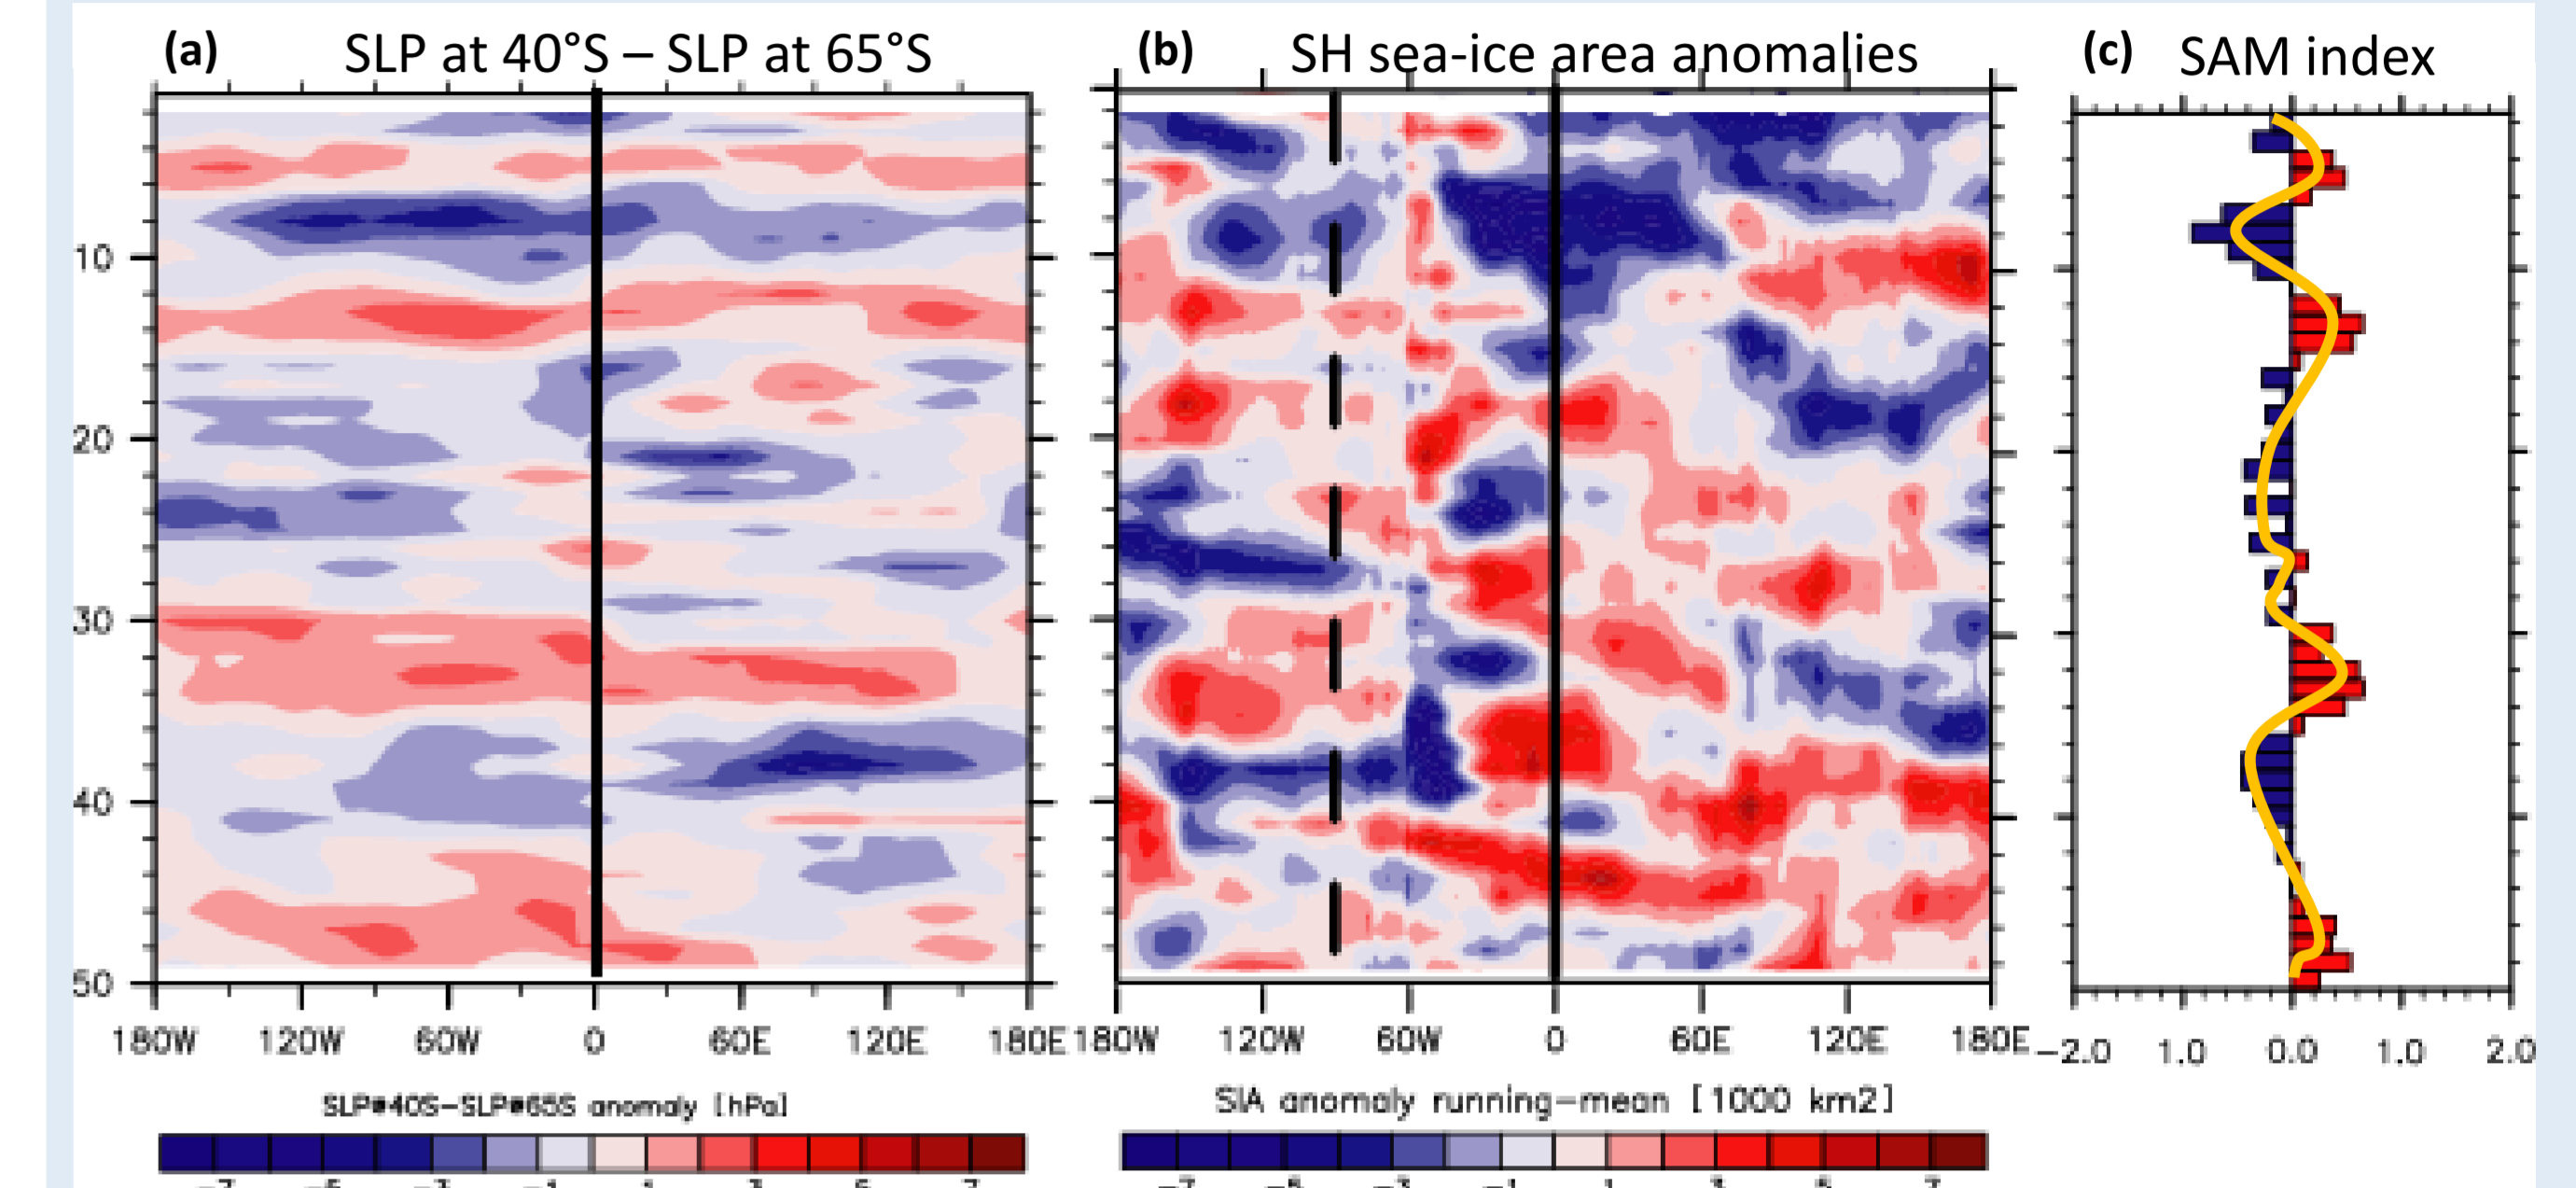 (a) SLP at 40°S – SLP at 65°S
(b) SH sea-ice area anomalies
(c) SAM index
10
20
30
40
50
180W 120W 60W 0 60E 120E 180E
180W 120W 60W 0 60E 120E 180E
−2.0 1.0 0.0 1.0 2.0
SLP@40S−SLP@65S anomaly [hPa]
SIA anomaly running−mean [1000 km2]